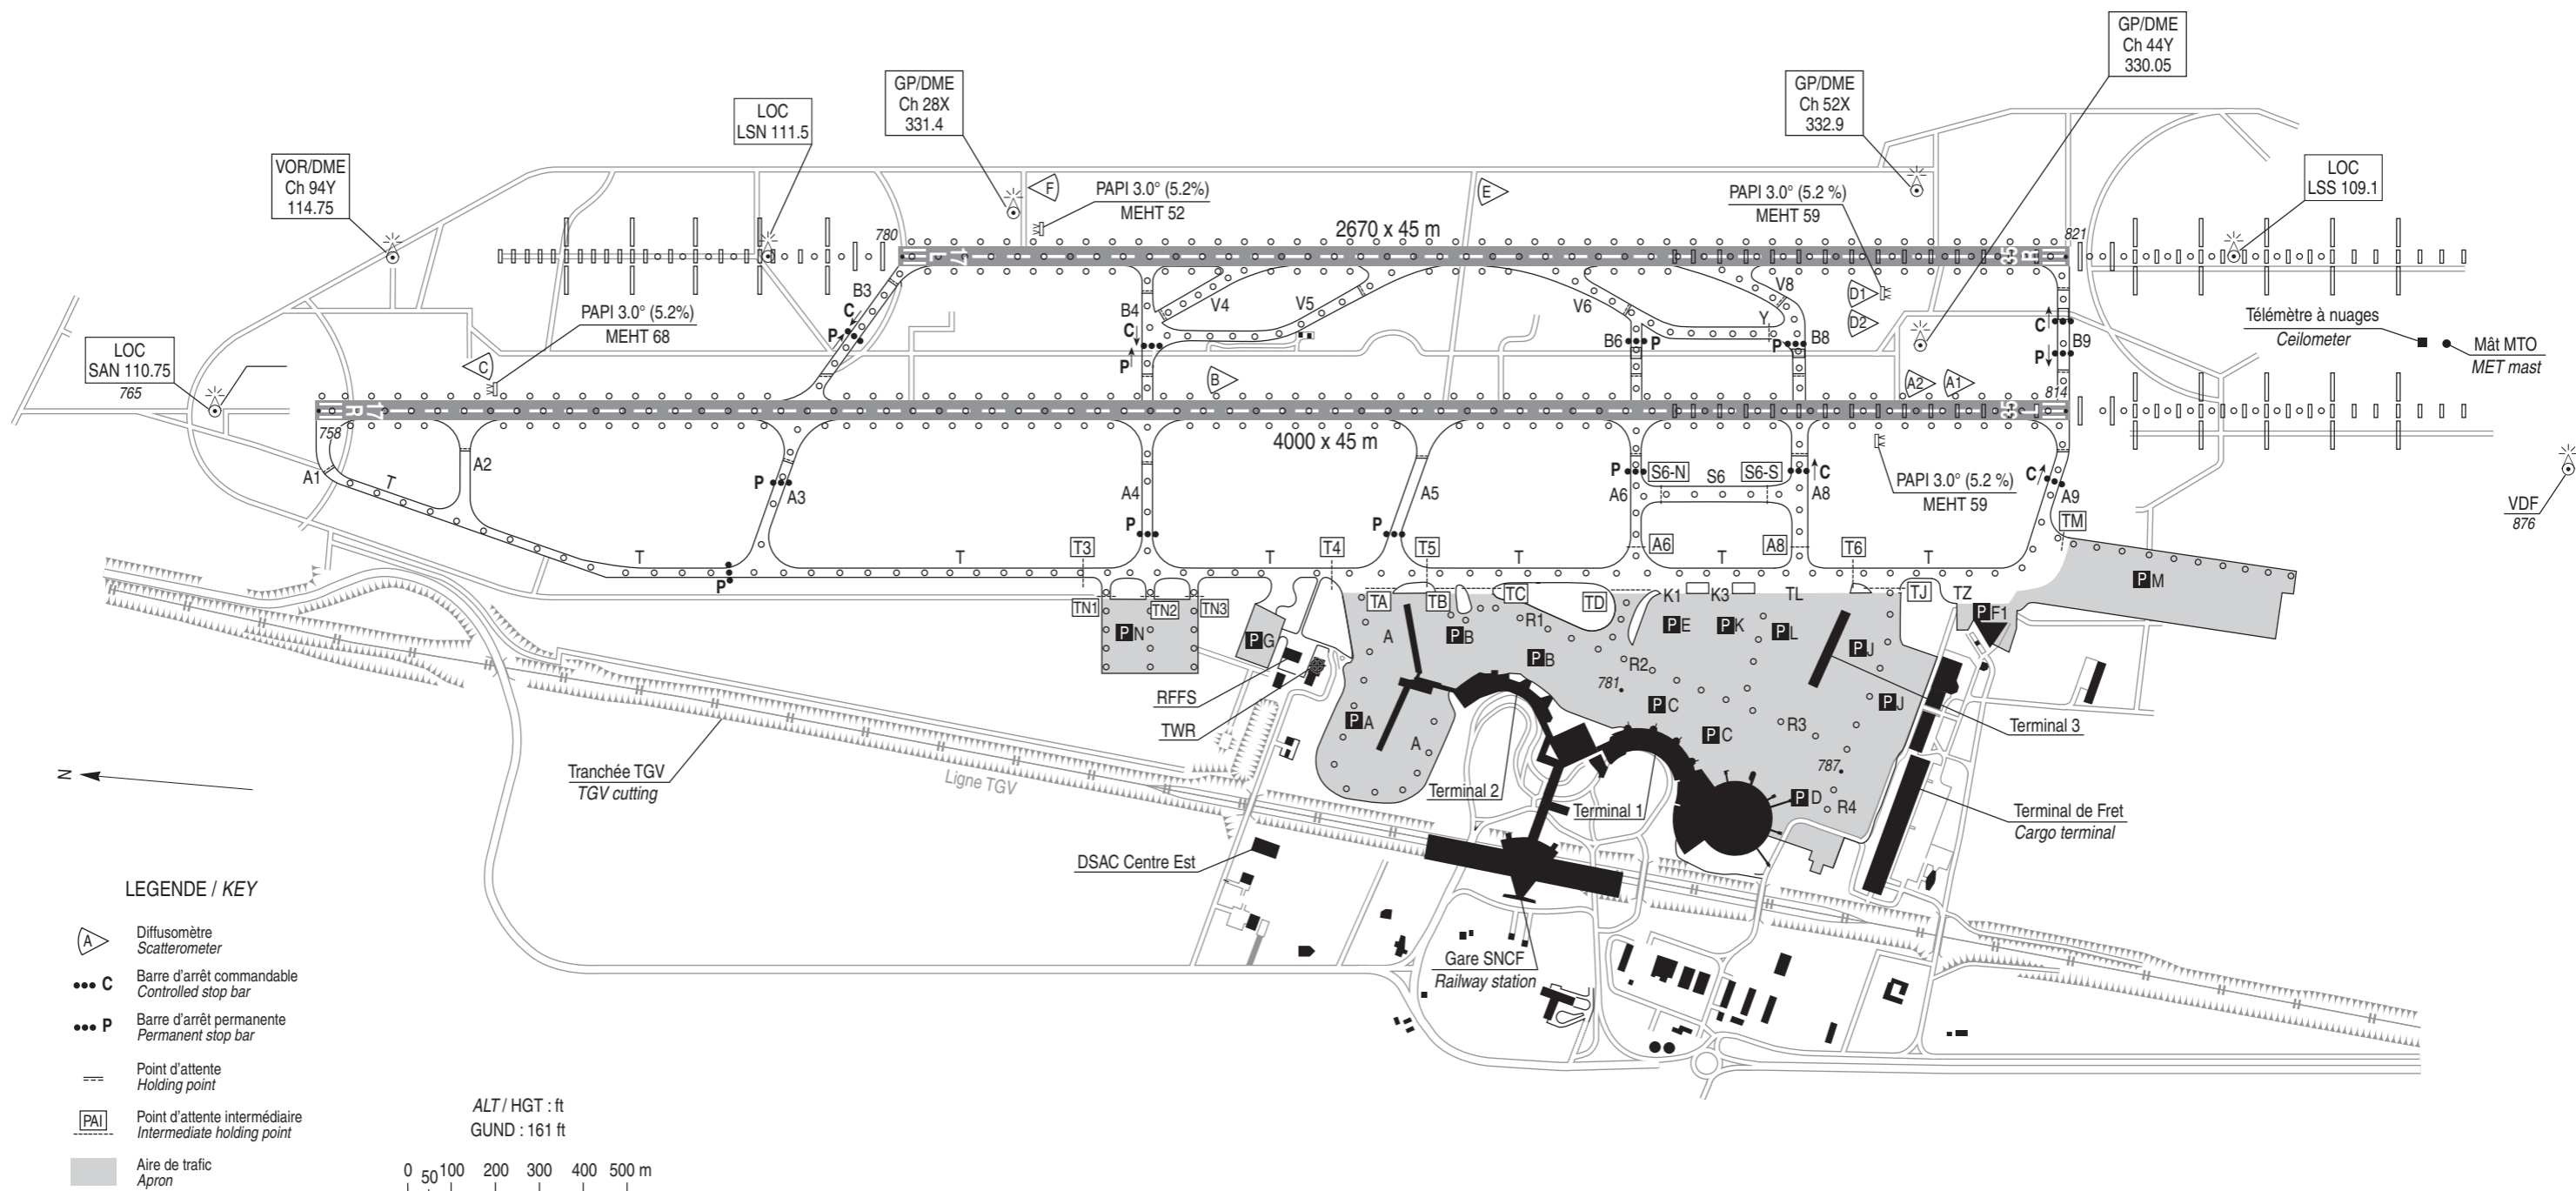 GP/DME
Ch 44Y
330.05
GP/DME
Ch 28X
331.4
GP/DME
Ch 52X
332.9
LOC
LSN 111.5
VOR/DME
Ch 94Y
114.75
LOC
LSS 109.1
F
PAPI 3.0° (5.2%)
MEHT 52
E
PAPI 3.0° (5.2 %)
MEHT 59
780
2670 x 45 m
821
L
17
35
R
B3
C
P
B4
C
P
V4
V5
V6
V8
Y
D1
D2
B6
P
P
B8
C
P
B9
Télémètre à nuages
Ceilometer
Mât MTO
MET mast
PAPI 3.0° (5.2%)
MEHT 68
LOC
SAN 110.75
765
C
B
A2
A1
814
R
17
35
L
758
4000 x 45 m
A1
T
A2
P
A3
A4
P
A5
P
P
S6-N
S6
S6-S
C
A6
A8
PAPI 3.0° (5.2 %)
MEHT 59
C
A9
TM
VDF
876
T
P
T
T3
T
T4
T5
T
A6
T
A8
T6
T
TN1
TN2
TN3
TA
TB
TC
TD
K1
K3
TL
TJ
TZ
P M
P F1
P N
P G
A
P B
R1
P B
P E
P K
P L
P J
R2
781
P C
P C
P J
R3
787
P A
A
P D
R4
RFFS
TWR
Terminal 2
Terminal 1
Terminal 3
Terminal de Fret
Cargo terminal
N
Tranchée TGV
TGV cutting
Ligne TGV
DSAC Centre Est
Gare SNCF
Railway station
LEGENDE / KEY
A
Diffusomètre
Scatterometer
C
Barre d'arrêt commandable
Controlled stop bar
P
Barre d'arrêt permanente
Permanent stop bar
Point d'attente
Holding point
PAI
Point d'attente intermédiaire
Intermediate holding point
Aire de trafic
Apron
ALT / HGT : ft
GUND : 161 ft
0 50 100 200 300 400 500 m